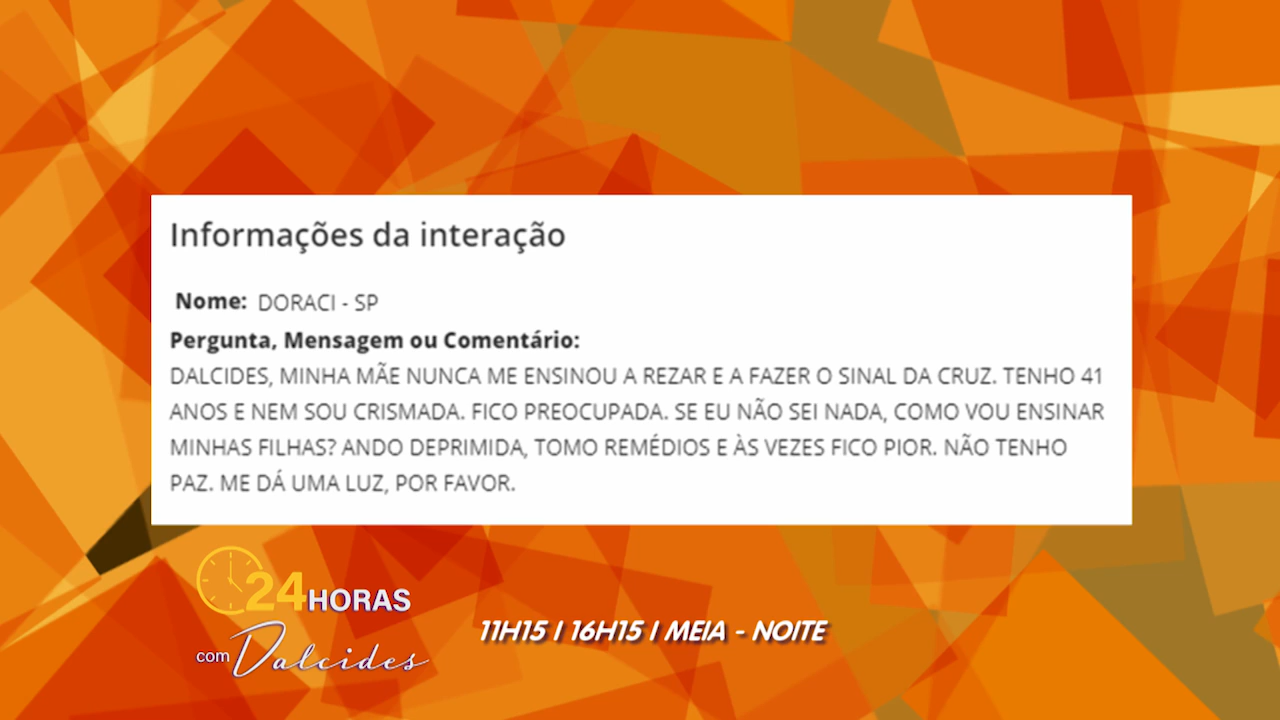 Informações da interação
Nome: DORACI - SP
Pergunta, Mensagem ou Comentário:
DALCIDES, MINHA MÃE NUNCA ME ENSINOU A REZAR E A FAZER O SINAL DA CRUZ. TENHO 41
ANOS E NEM SOU CRISMADA. FICO PREOCUPADA. SE EU NÃO SEI NADA, COMO VOU ENSINAR
MINHAS FILHAS? ANDO DEPRIMIDA, TOMO REMÉDIOS E ÀS VEZES FICO PIOR. NÃO TENHO
PAZ. ME DÁ UMA LUZ, POR FAVOR.
24HORAS
com Dalcides
11H15 I 16H15 I MEIA - NOITE